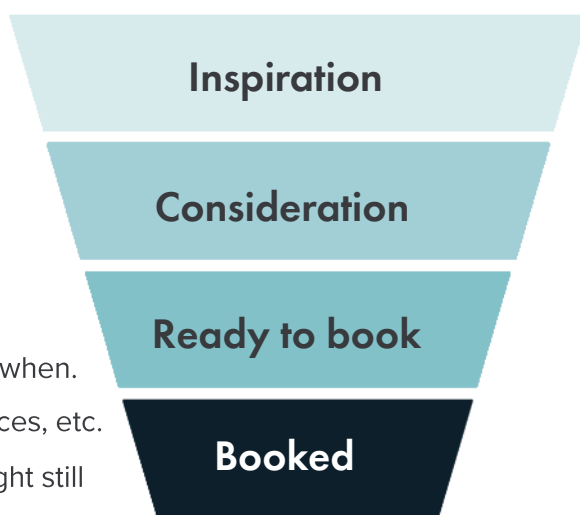 Inspiration
Consideration
Ready to book
when.
ces, etc.
Booked
ght still